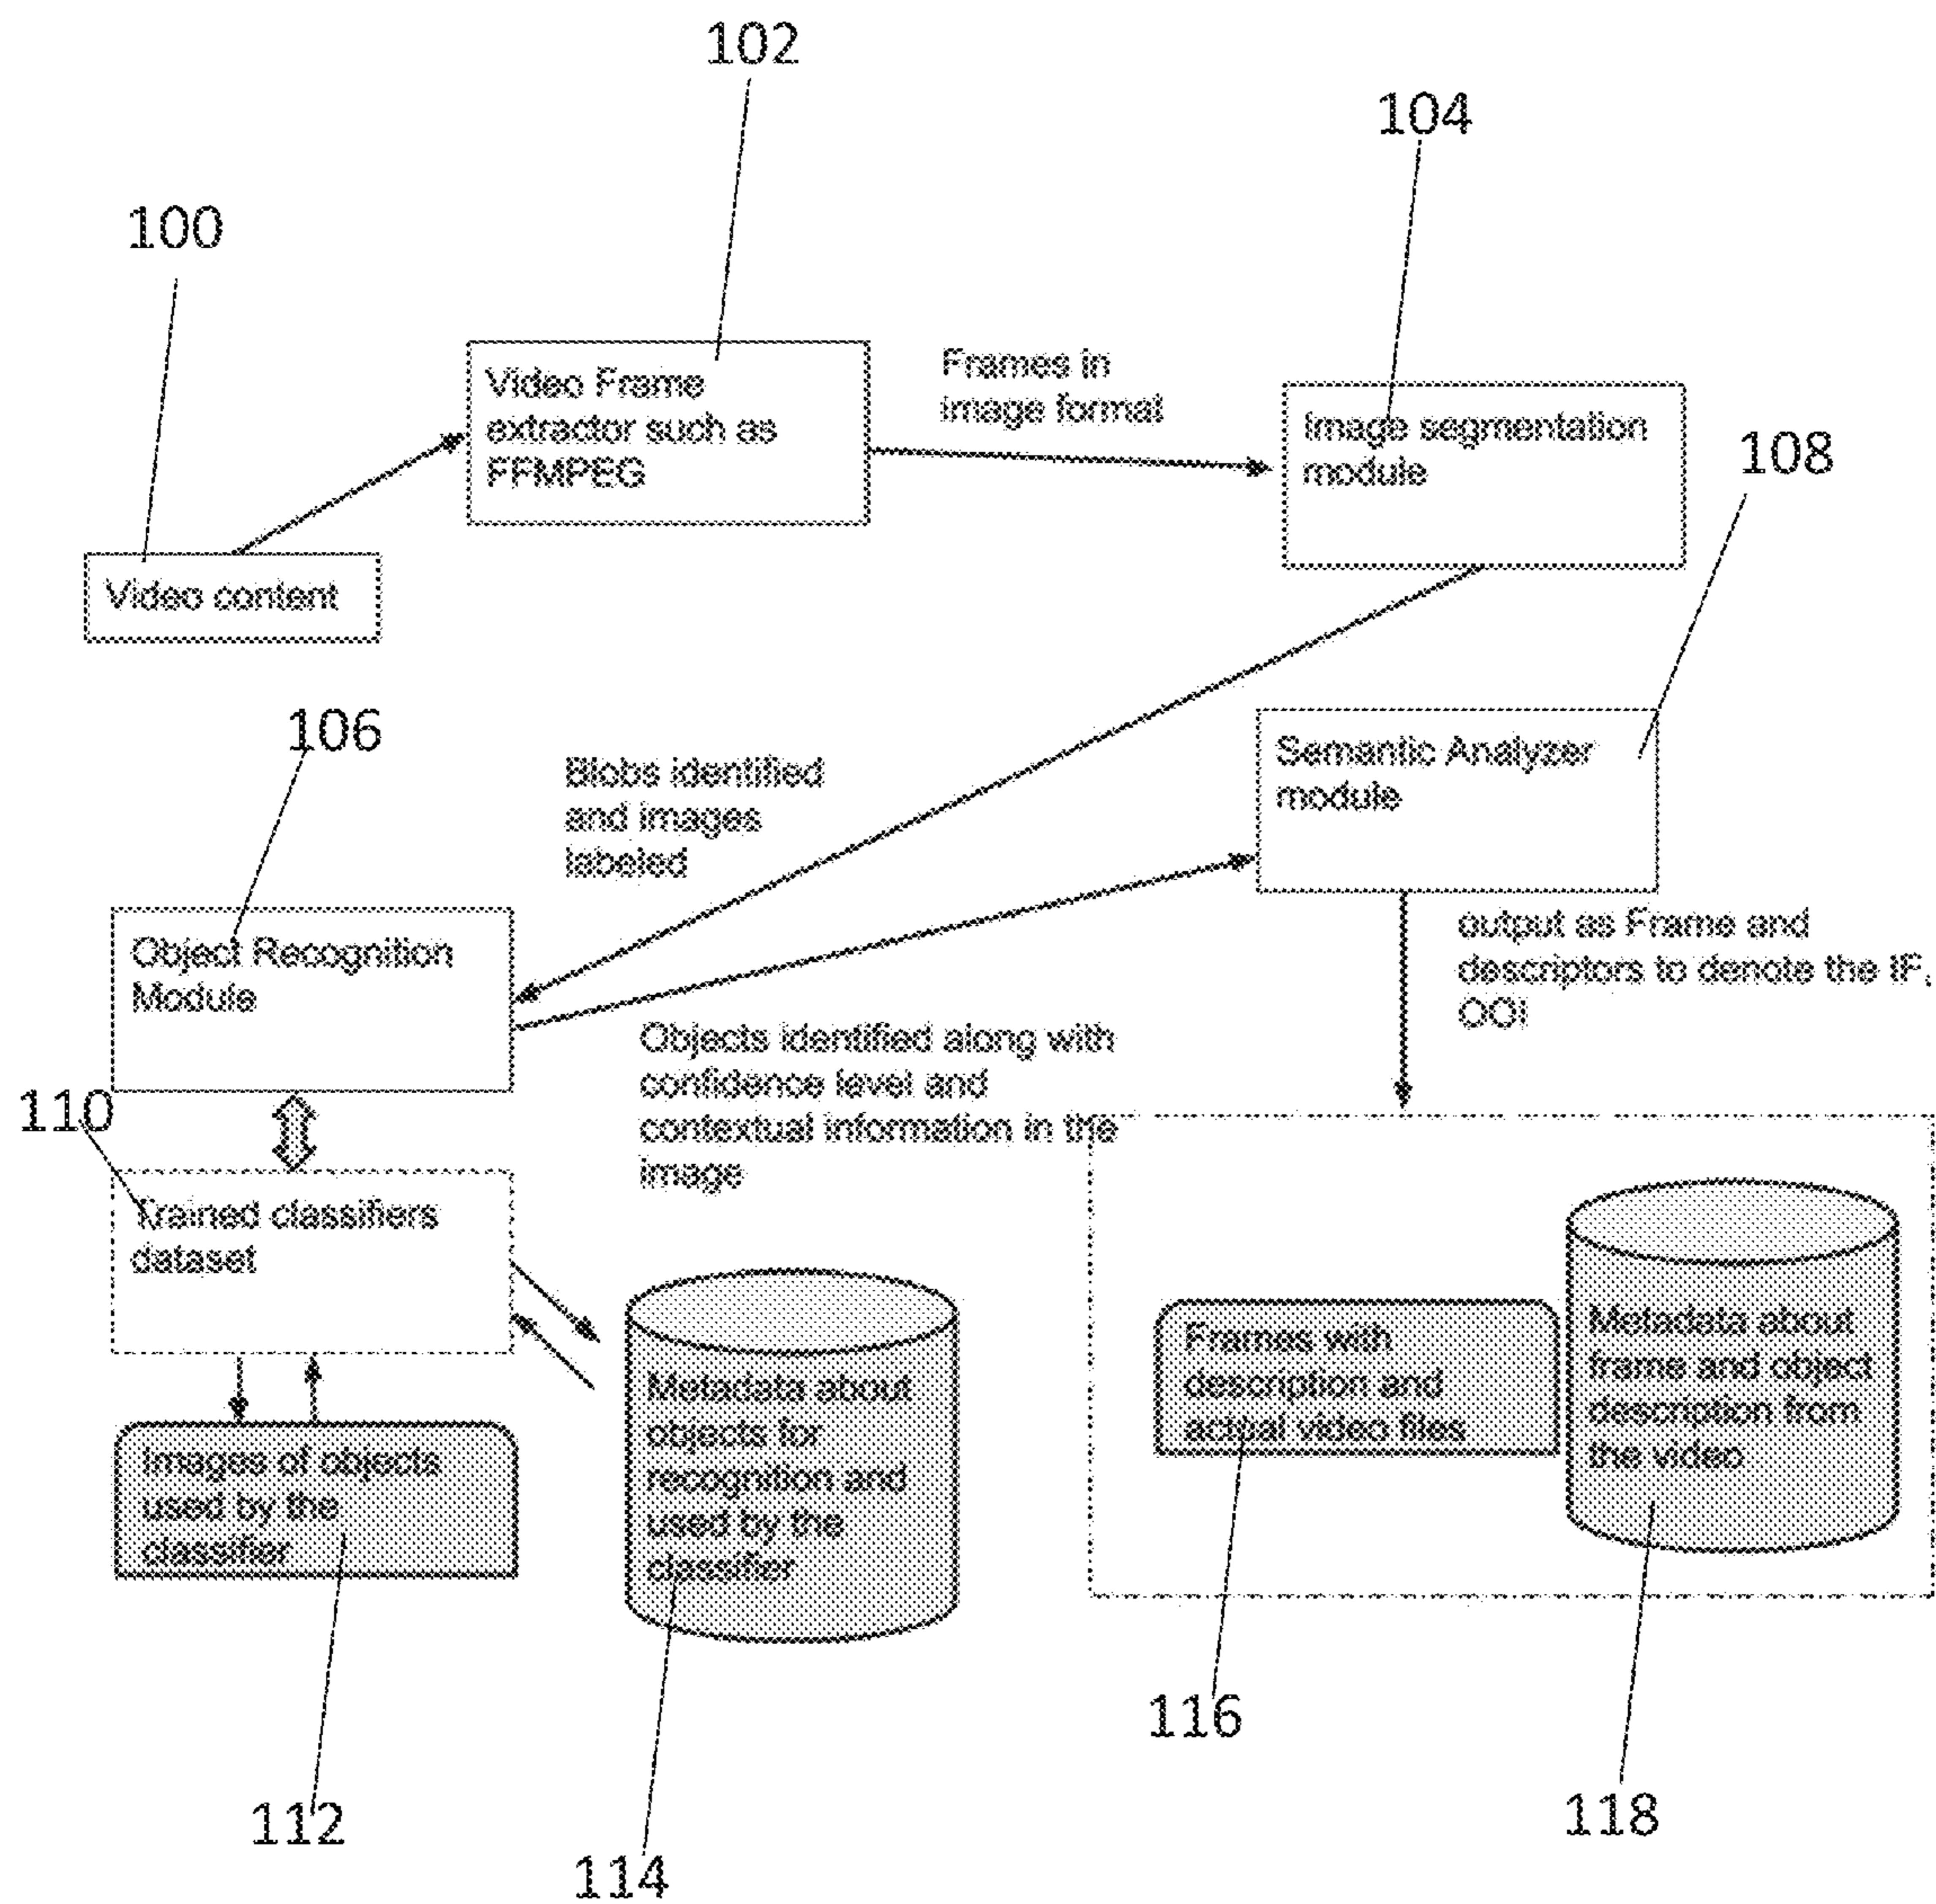 102
104
100
Video Frame
extractor such as
FFMPEG
Frames in
image format
Image segmentation
module
108
Video content
106
Blobs identified
and images
labeled
Semantic Analyzer
module
Object Recognition
Module
output as Frame and
descriptors to denote the IF,
OOI
Objects identified along with
confidence level and
contextual information in the
image
110
Trained classifiers
dataset
Images of objects
used by the
classifier
Metadata about
objects for
recognition and
used by the
classifier
Frames with
description and
actual video files
Metadata about
frame and object
description from
the video
116
118
112
114